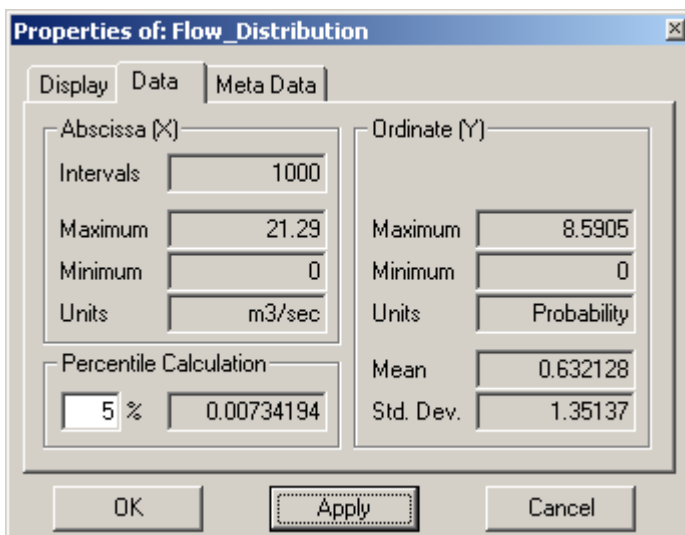 Properties of: Flow_Distribution
Display Data Meta Data
Abscissa (X)
Intervals 1000
Maximum 21.29
Minimum 0
Units m3/sec
Percentile Calculation
5 % 0.00734194
Ordinate (Y)
Maximum 8.5905
Minimum 0
Units Probability
Mean 0.632128
Std. Dev. 1.35137
OK Apply Cancel